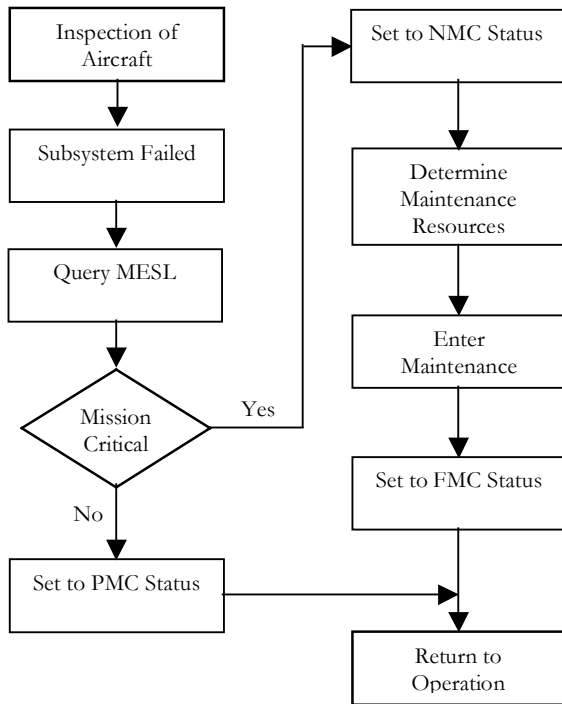 Inspection of
Aircraft
Subsystem Failed
Query MESL
Mission
Critical
Yes
No
Set to PMC Status
Set to NMC Status
Determine
Maintenance
Resources
Enter
Maintenance
Set to FMC Status
Return to
Operation